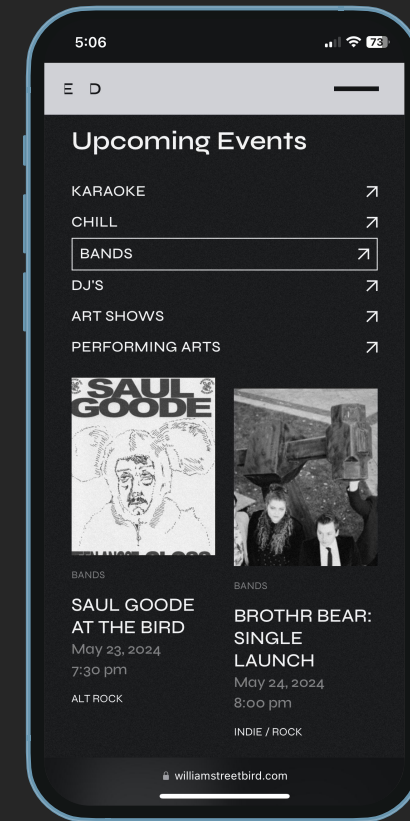 5:06
73
E D
Upcoming Events
KARAOKE
CHILL
BANDS
DJ'S
ART SHOWS
PERFORMING ARTS
SAUL
GOODE
BANDS
SAUL GOODE
AT THE BIRD
May 23, 2024
7:30 pm
ALT ROCK
BANDS
BROTHR BEAR:
SINGLE
LAUNCH
May 24, 2024
8:00 pm
INDIE / ROCK
williamstreetbird.com